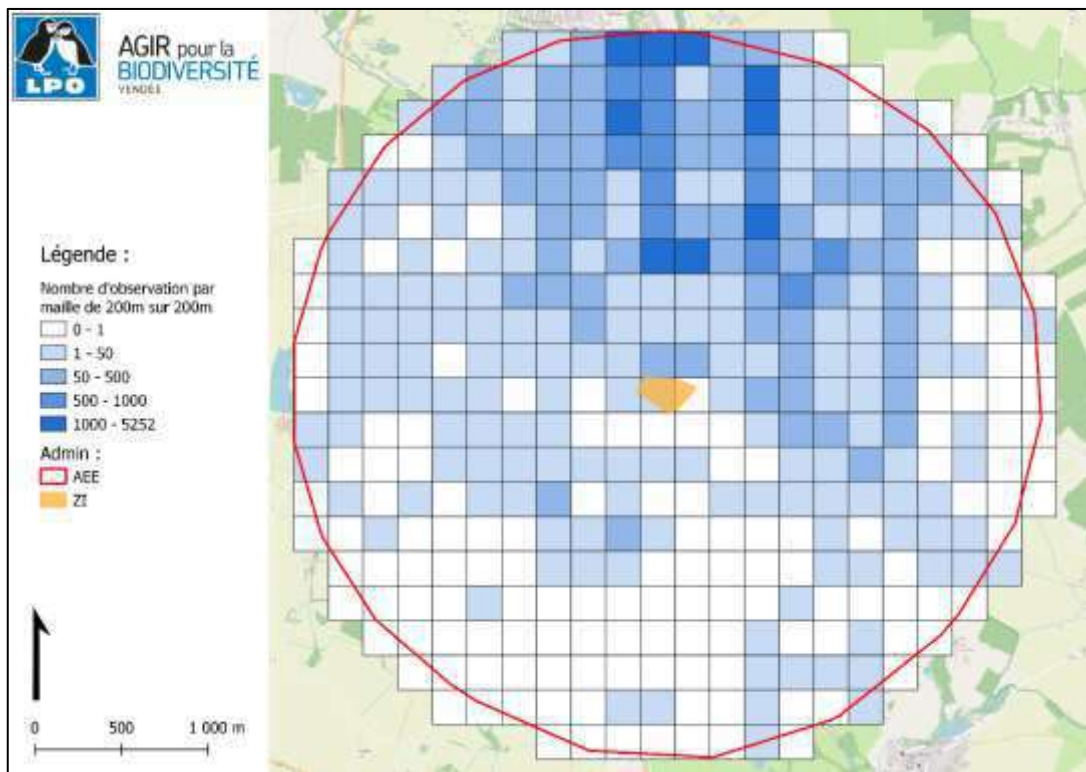 LPO
AGIR pour la
BIODIVERSITÉ
VENDÉE
Légende :
Nombre d'observation par
maille de 200m sur 200m
0 - 1
1 - 50
50 - 500
500 - 1000
1000 - 5252
Admin :
AEE
ZI
0 500 1 000 m